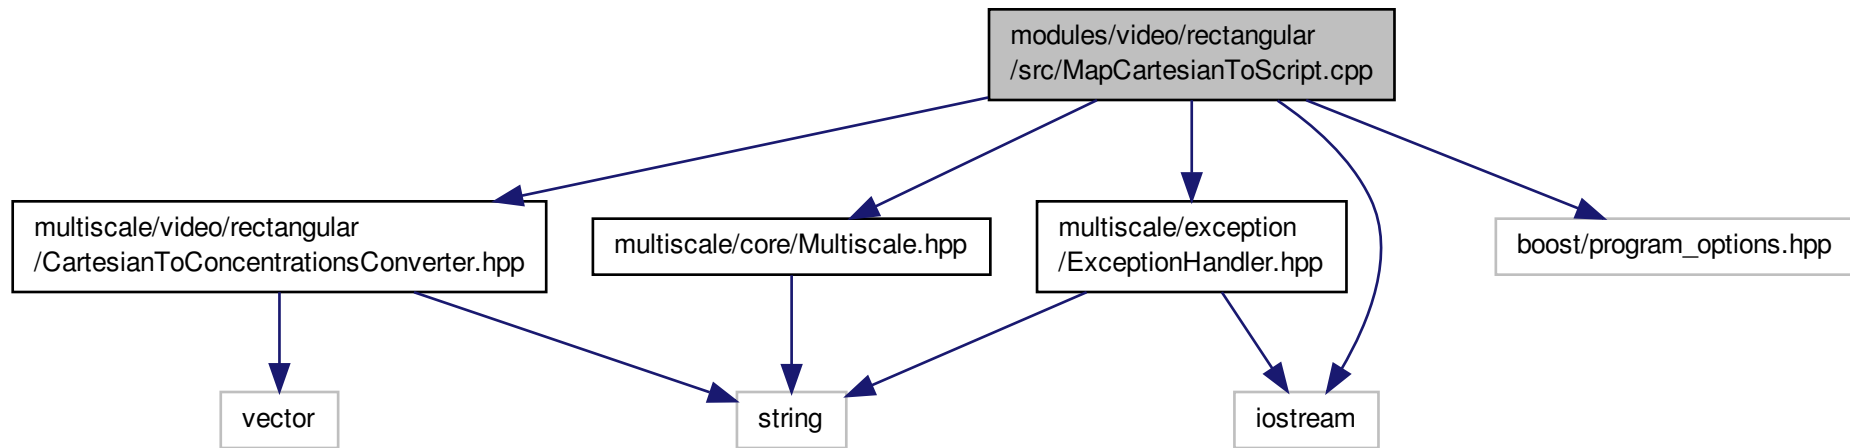 modules/video/rectangular
/src/MapCartesianToScript.cpp
multiscale/video/rectangular
/CartesianToConcentrationsConverter.hpp
multiscale/core/Multiscale.hpp
multiscale/exception
/ExceptionHandler.hpp
boost/program_options.hpp
vector
string
iostream